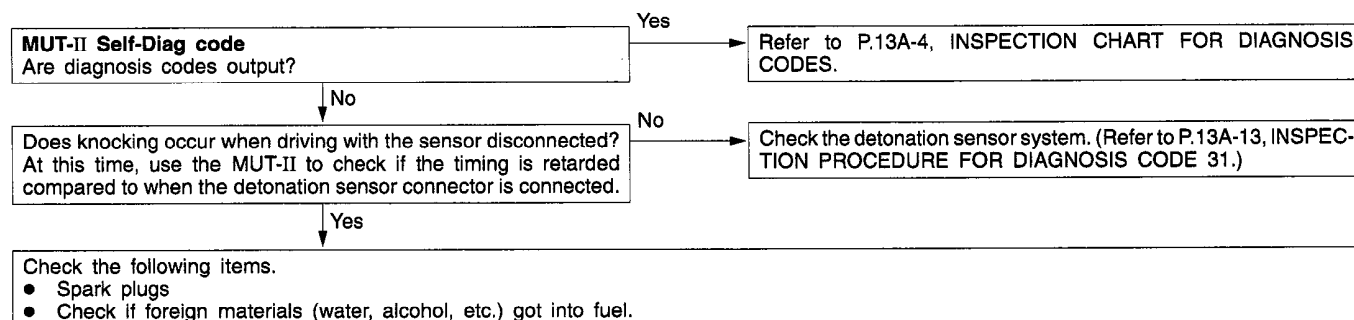 MUT-II Self-Diag code
Are diagnosis codes output?
Yes
Refer to P.13A-4, INSPECTION CHART FOR DIAGNOSIS
CODES.
No
Does knocking occur when driving with the sensor disconnected?
At this time, use the MUT-II to check if the timing is retarded
compared to when the detonation sensor connector is connected.
No
Check the detonation sensor system. (Refer to P.13A-13, INSPEC-
TION PROCEDURE FOR DIAGNOSIS CODE 31.)
Yes
Check the following items.
● Spark plugs
● Check if foreign materials (water, alcohol, etc.) got into fuel.